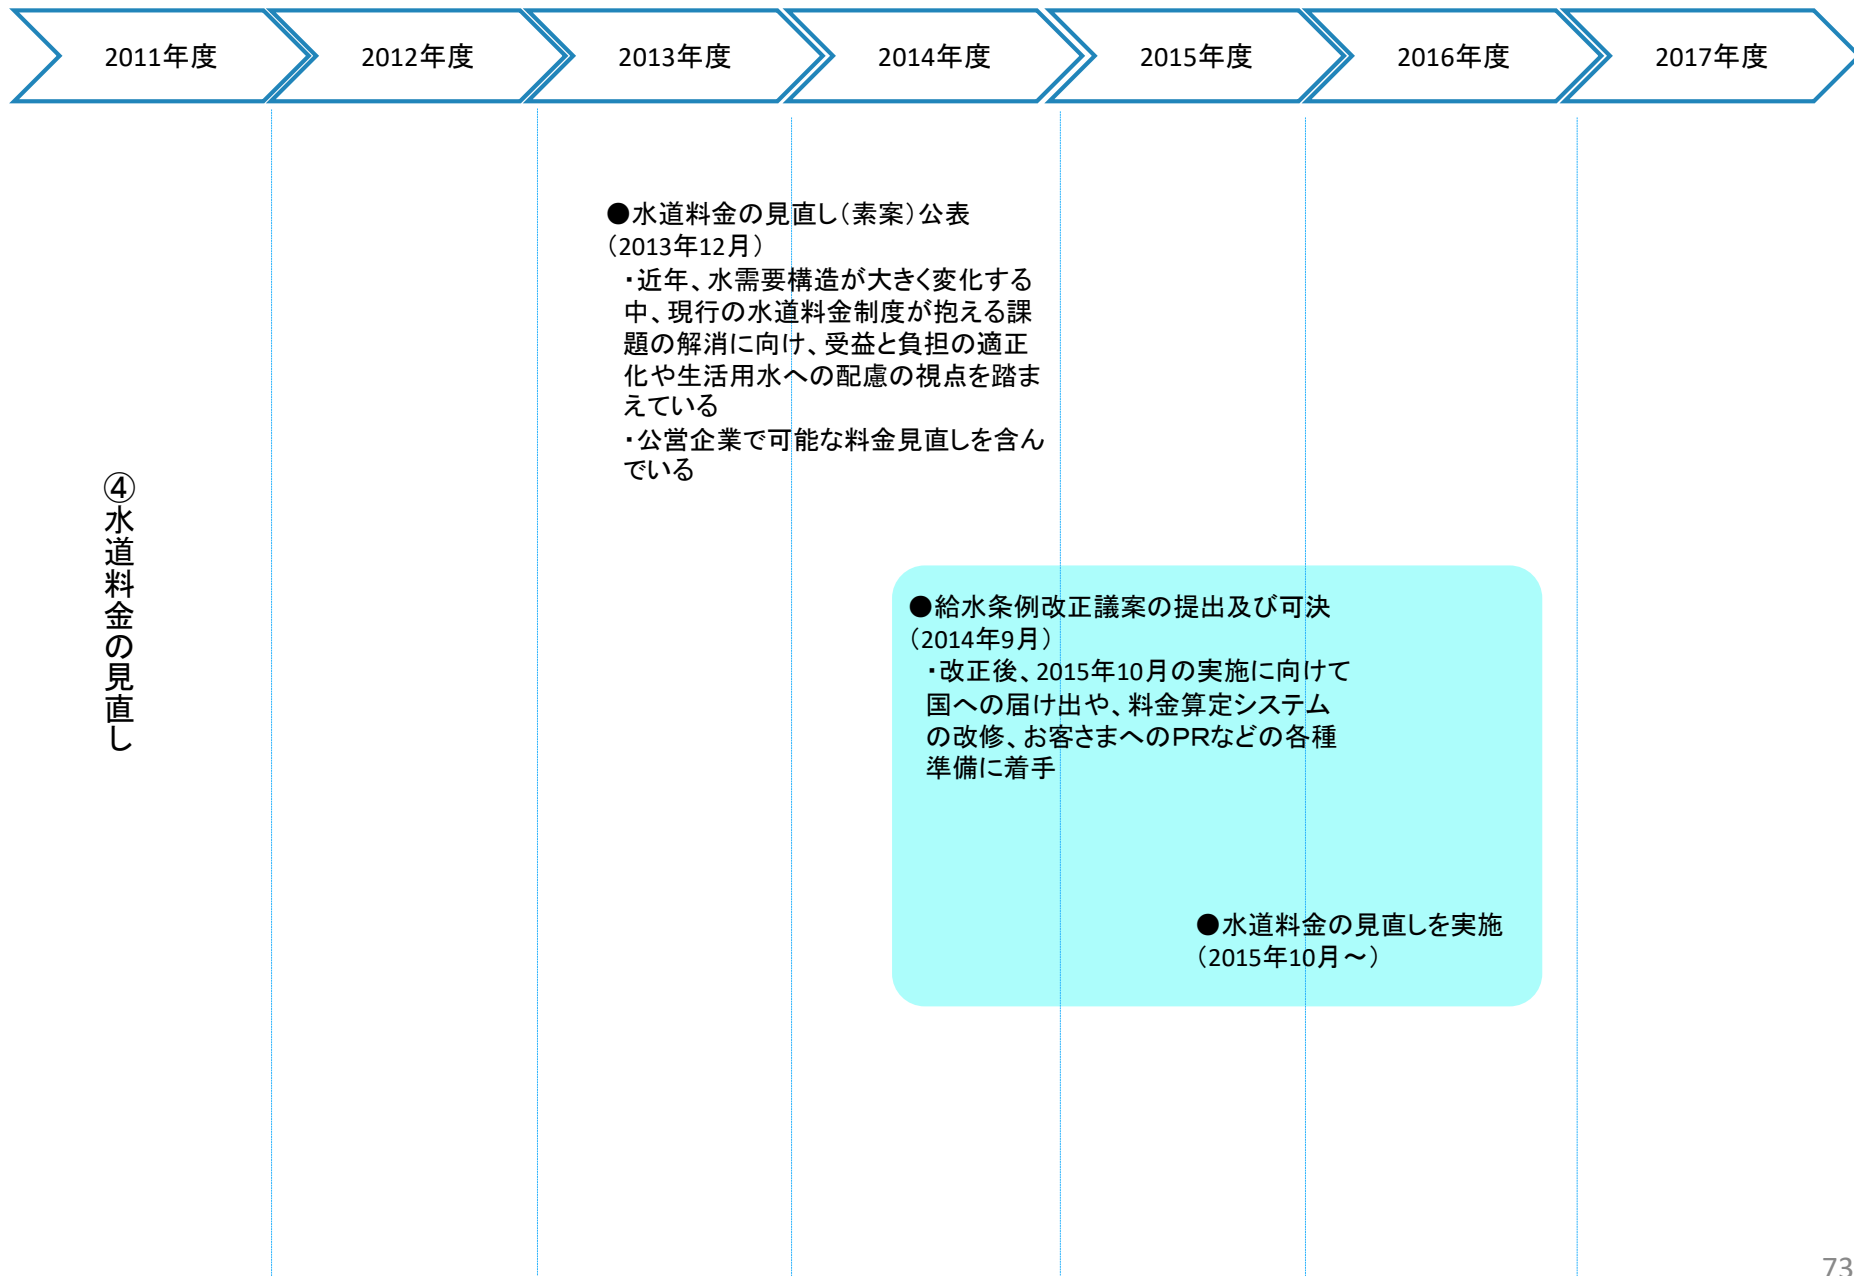 2011年度
2012年度
2013年度
2014年度
2015年度
2016年度
2017年度
④水道料金の見直し
●水道料金の見直し（素案）公表
（2013年12月）
・近年、水需要構造が大きく変化する
中、現行の水道料金制度が抱える課
題の解消に向け、受益と負担の適正
化や生活用水への配慮の視点を踏ま
えている
・公営企業で可能な料金見直しを含ん
でいる
●給水条例改正議案の提出及び可決
（2014年9月）
・改正後、2015年10月の実施に向けて
国への届け出や、料金算定システム
の改修、お客さまへのPRなどの各種
準備に着手
●水道料金の見直しを実施
（2015年10月～）
73